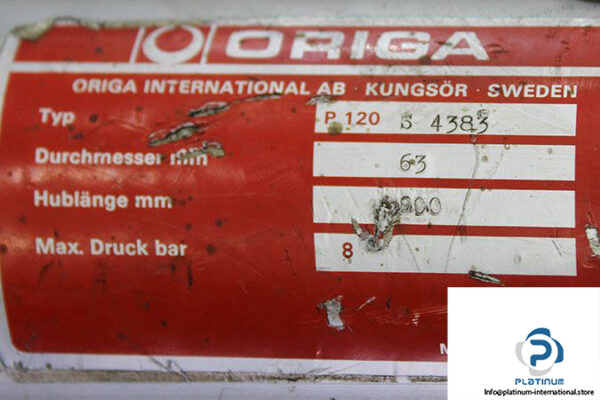 ORIGA
ORIGA INTERNATIONAL AB · KUNGSÖR · SWEDEN
Typ P 120 S 4383
Durchmesser mm 63
Hublänge mm
Max. Druck bar 8
PLATINUM
Info@platinum-international.store